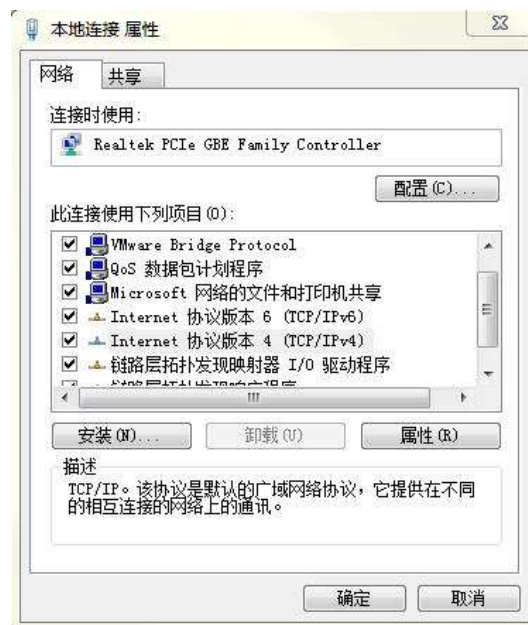 本地连接 属性
网络
共享
连接时使用:
Realtek PCIe GBE Family Controller
配置(C)...
此连接使用下列项目(O):
VMware Bridge Protocol
QoS 数据包计划程序
Microsoft 网络的文件和打印机共享
Internet 协议版本 6 (TCP/IPv6)
Internet 协议版本 4 (TCP/IPv4)
链路层拓扑发现映射器 I/O 驱动程序
安装(N)...
卸载(U)
属性(R)
描述
TCP/IP。该协议是默认的广域网络协议，它提供在不同
的相互连接的网络上的通讯。
确定
取消